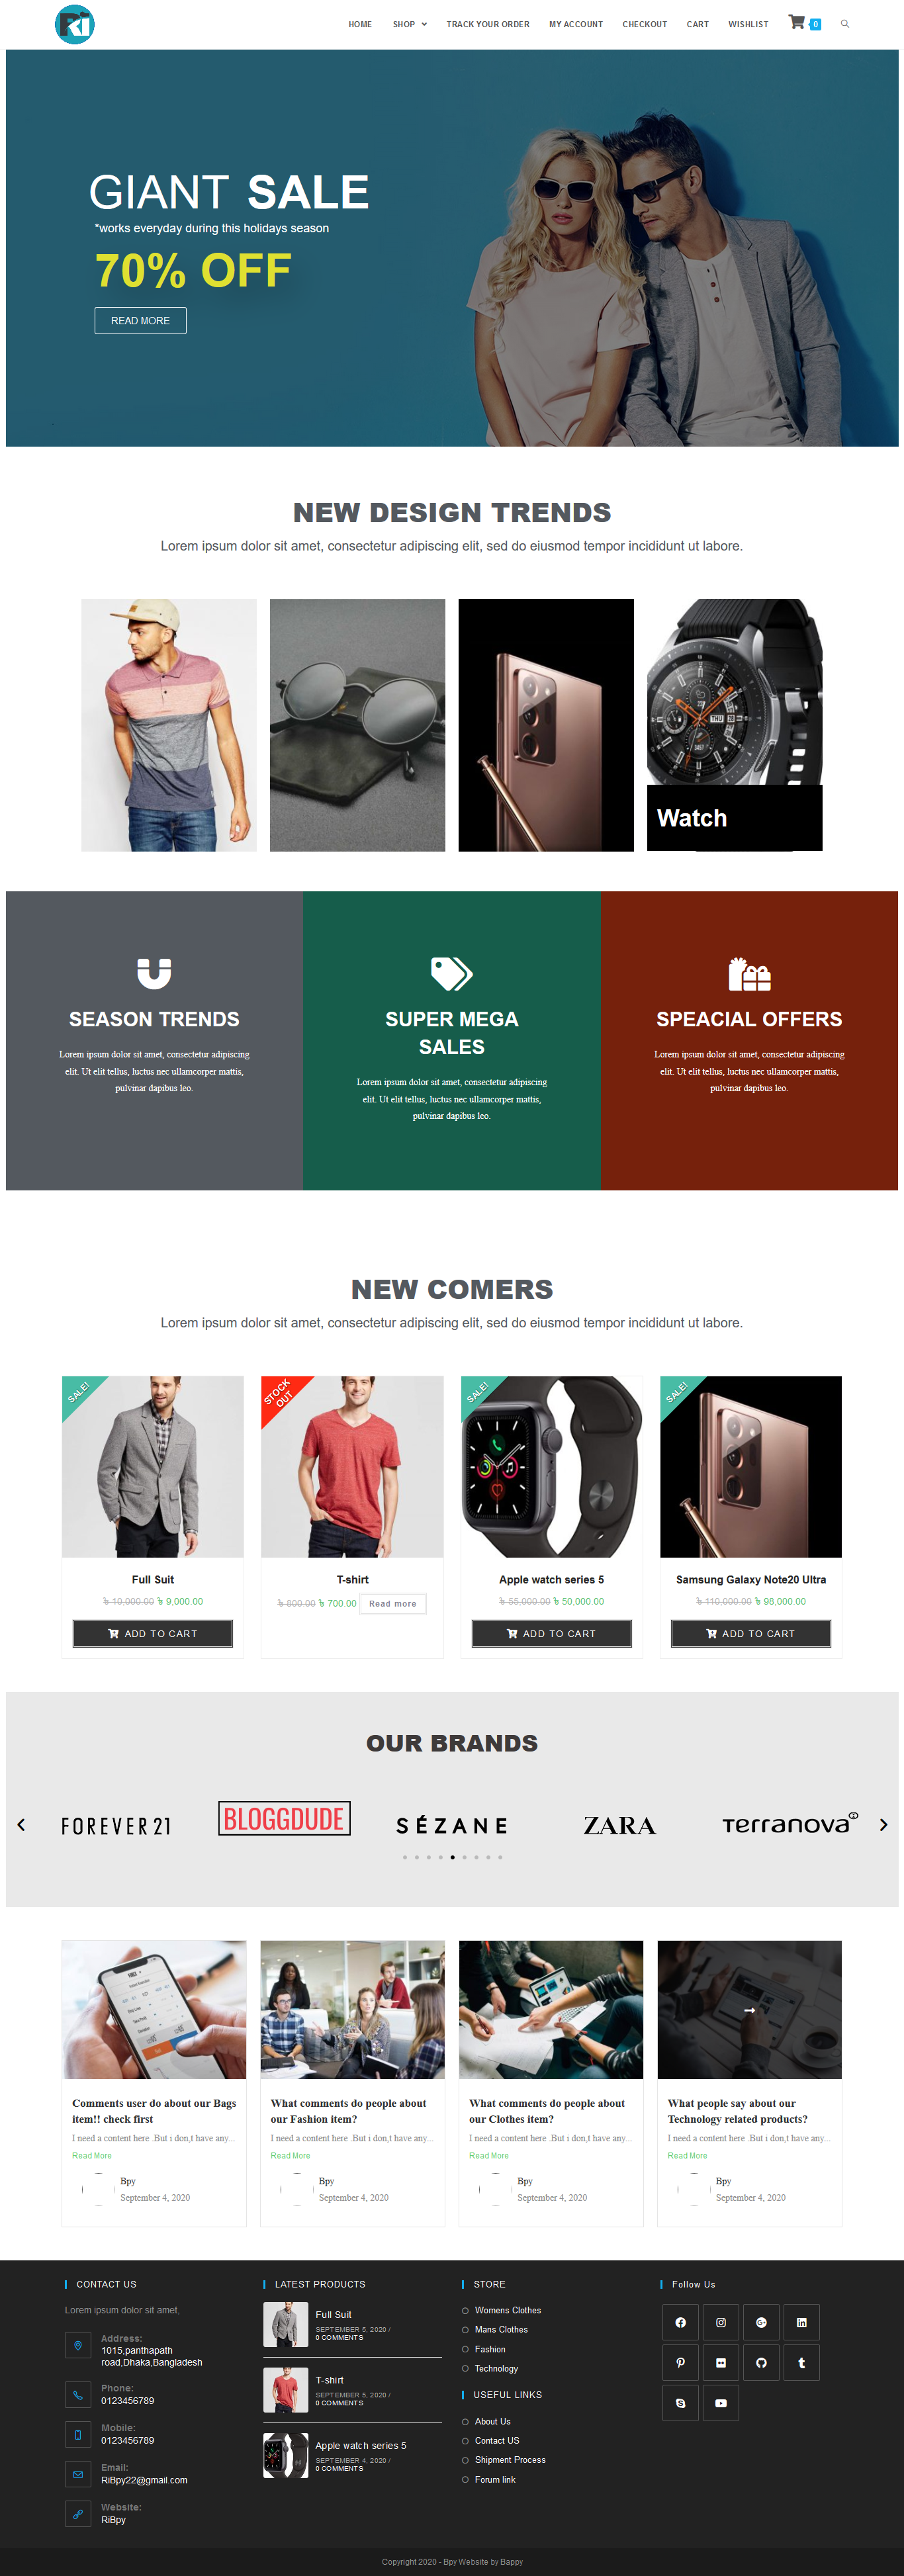 Ri
HOME SHOP TRACK YOUR ORDER MY ACCOUNT CHECKOUT CART WISHLIST 0
GIANT SALE
*works everyday during this holidays season
70% OFF
READ MORE
NEW DESIGN TRENDS
Lorem ipsum dolor sit amet, consectetur adipiscing elit, sed do eiusmod tempor incididunt ut labore.
Watch
SEASON TRENDS
Lorem ipsum dolor sit amet, consectetur adipiscing
elit. Ut elit tellus, luctus nec ullamcorper mattis,
pulvinar dapibus leo.
SUPER MEGA
SALES
Lorem ipsum dolor sit amet, consectetur adipiscing
elit. Ut elit tellus, luctus nec ullamcorper mattis,
pulvinar dapibus leo.
SPEACIAL OFFERS
Lorem ipsum dolor sit amet, consectetur adipiscing
elit. Ut elit tellus, luctus nec ullamcorper mattis,
pulvinar dapibus leo.
NEW COMERS
Lorem ipsum dolor sit amet, consectetur adipiscing elit, sed do eiusmod tempor incididunt ut labore.
SALE!
Full Suit
৳ 10,000.00 ৳ 9,000.00
ADD TO CART
STOCK
OUT
T-shirt
৳ 800.00 ৳ 700.00 Read more
SALE!
Apple watch series 5
৳ 55,000.00 ৳ 50,000.00
ADD TO CART
SALE!
Samsung Galaxy Note20 Ultra
৳ 110,000.00 ৳ 98,000.00
ADD TO CART
OUR BRANDS
FOREVER 21
BLOGGDUDE
SÉZANE
ZARA
Terranova
Comments user do about our Bags
item!! check first
I need a content here .But i don,t have any...
Read More
Bpy
September 4, 2020
What comments do people about
our Fashion item?
I need a content here .But i don,t have any...
Read More
Bpy
September 4, 2020
What comments do people about
our Clothes item?
I need a content here .But i don,t have any...
Read More
Bpy
September 4, 2020
What people say about our
Technology related products?
I need a content here .But i don,t have any...
Read More
Bpy
September 4, 2020
CONTACT US
Lorem ipsum dolor sit amet,
Address:
1015,panthapath
road,Dhaka,Bangladesh
Phone:
0123456789
Mobile:
0123456789
Email:
RiBpy22@gmail.com
Website:
RiBpy
LATEST PRODUCTS
Full Suit
SEPTEMBER 5, 2020 /
0 COMMENTS
T-shirt
SEPTEMBER 5, 2020 /
0 COMMENTS
Apple watch series 5
SEPTEMBER 4, 2020 /
0 COMMENTS
STORE
Womens Clothes
Mans Clothes
Fashion
Technology
USEFUL LINKS
About Us
Contact US
Shipment Process
Forum link
Follow Us
Copyright 2020 - Bpy Website by Bappy